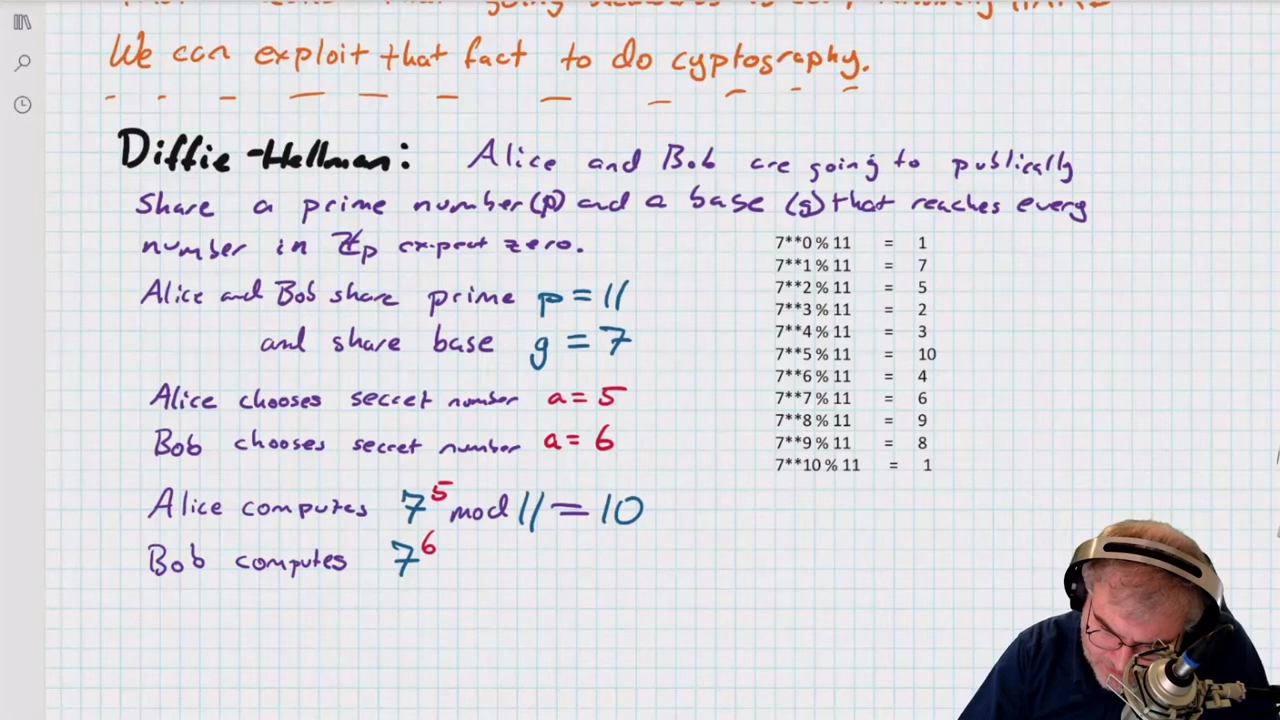 We can exploit that fact to do cyptography.
Diffie-Hellman: Alice and Bob are going to publically
share a prime number (p) and a base (g) that reaches every
number in ℤp expect zero.
Alice and Bob share prime p = 11
and share base g = 7
Alice chooses secret number a = 5
Bob chooses secret number a = 6
Alice computes 7^5 mod 11 = 10
Bob computes 7^6
7**0 % 11 = 1
7**1 % 11 = 7
7**2 % 11 = 5
7**3 % 11 = 2
7**4 % 11 = 3
7**5 % 11 = 10
7**6 % 11 = 4
7**7 % 11 = 6
7**8 % 11 = 9
7**9 % 11 = 8
7**10 % 11 = 1